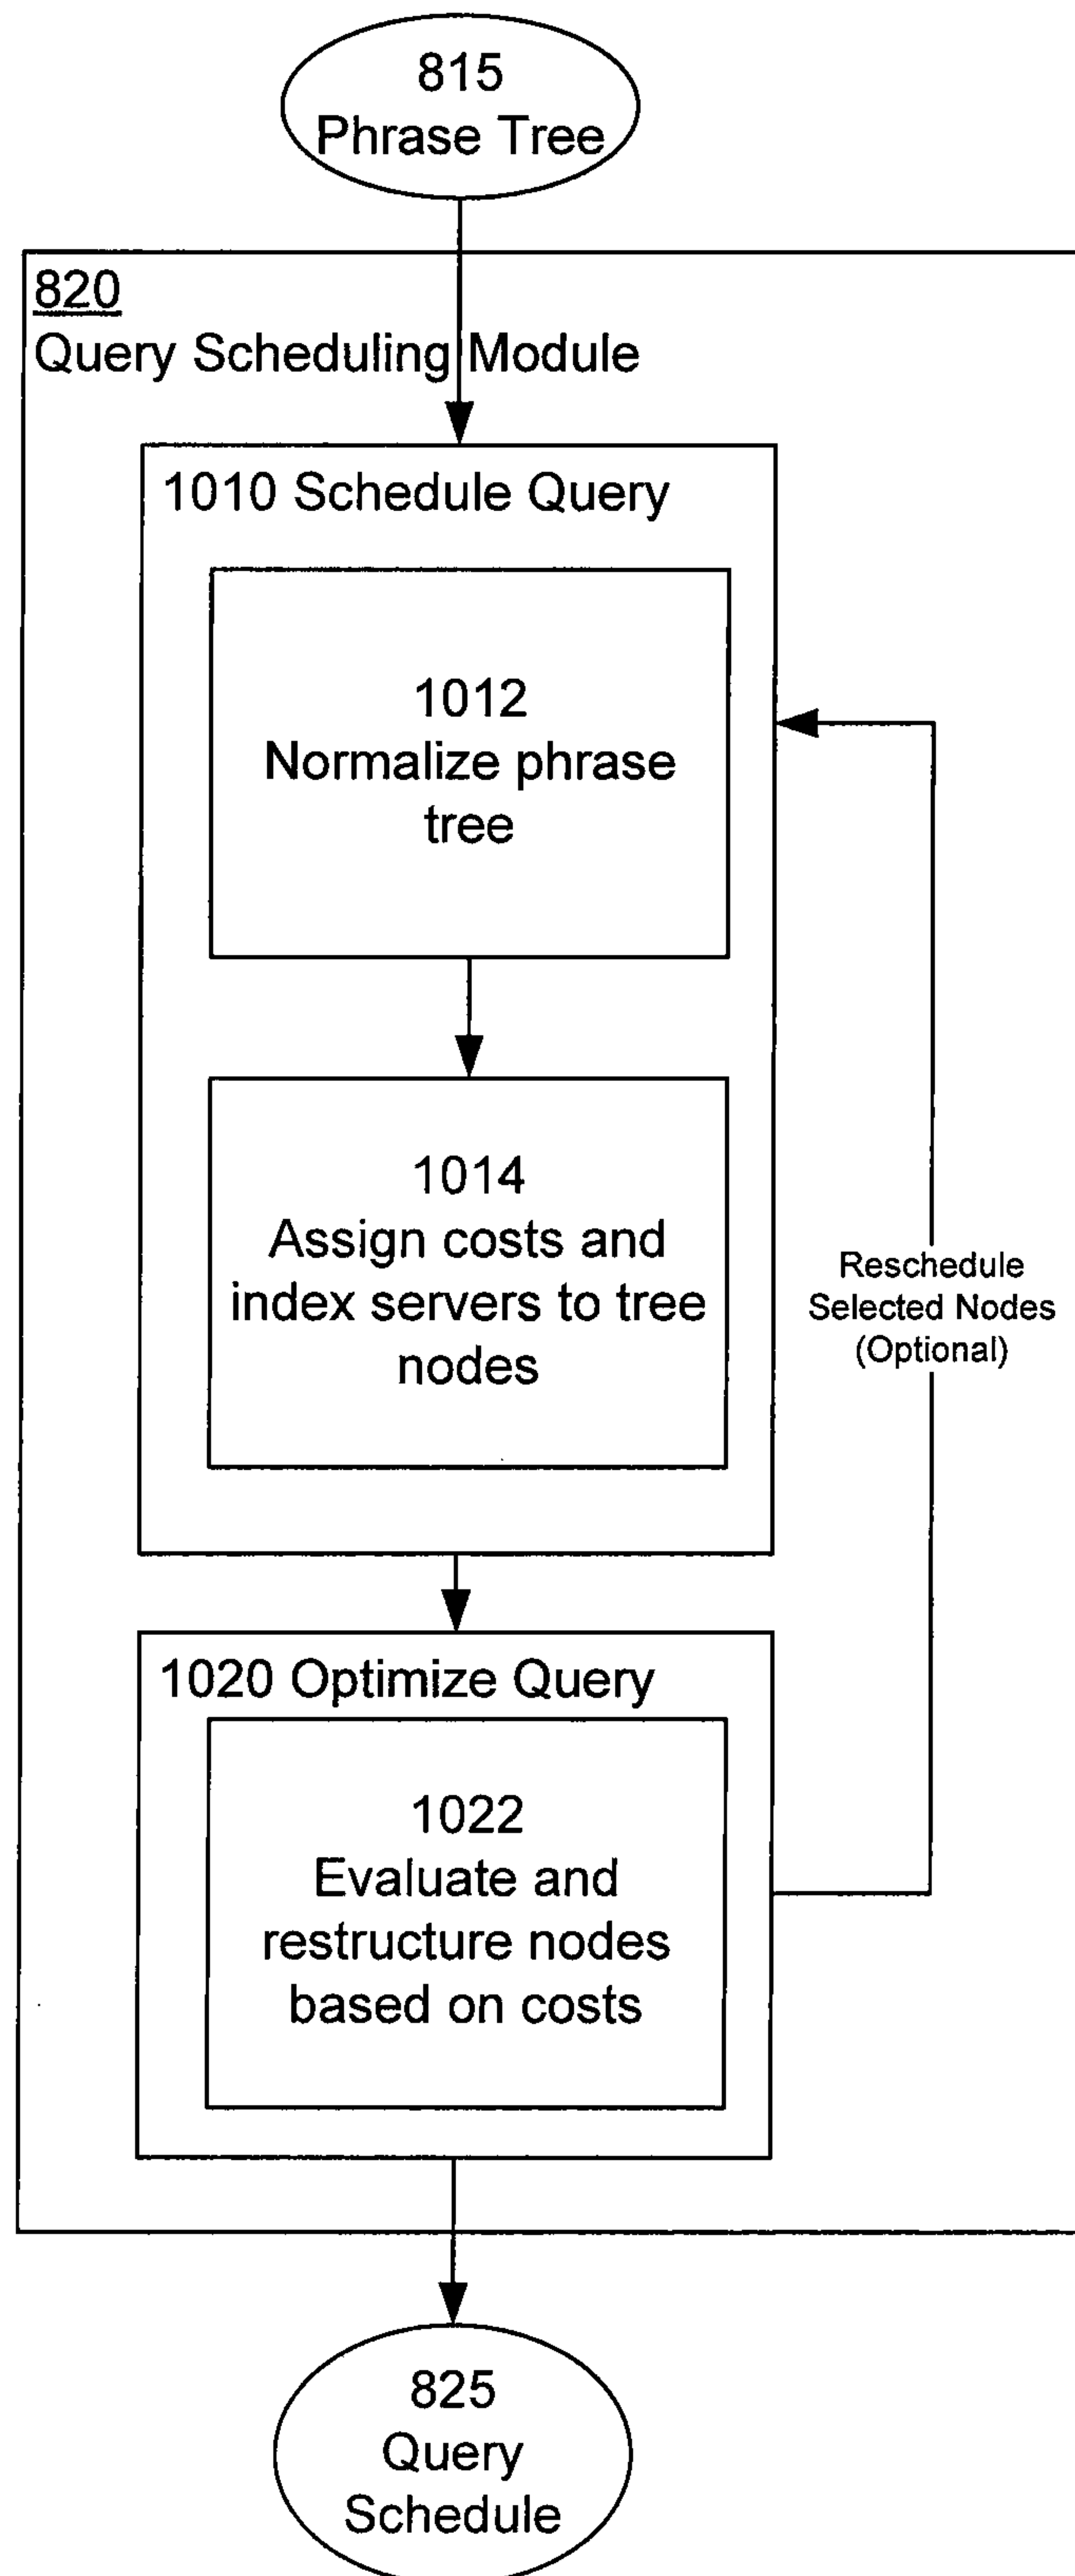 815
Phrase Tree
820
Query Scheduling Module
1010 Schedule Query
1012
Normalize phrase
tree
1014
Assign costs and
index servers to tree
nodes
Reschedule
Selected Nodes
(Optional)
1020 Optimize Query
1022
Evaluate and
restructure nodes
based on costs
825
Query
Schedule